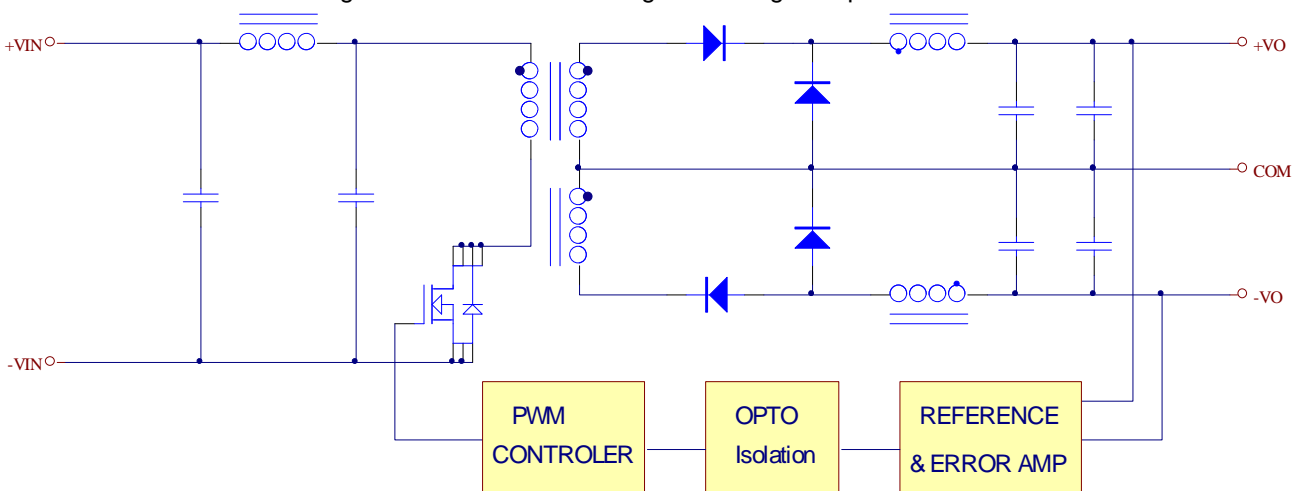 +VIN
+VO
COM
-VO
-VIN
PWM
CONTROLER
OPTO
Isolation
REFERENCE
& ERROR AMP